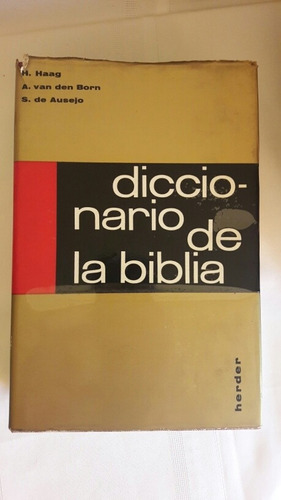 H. Haag
A. van den Born
S. de Ausejo
diccio-
nario de
la biblia
herder